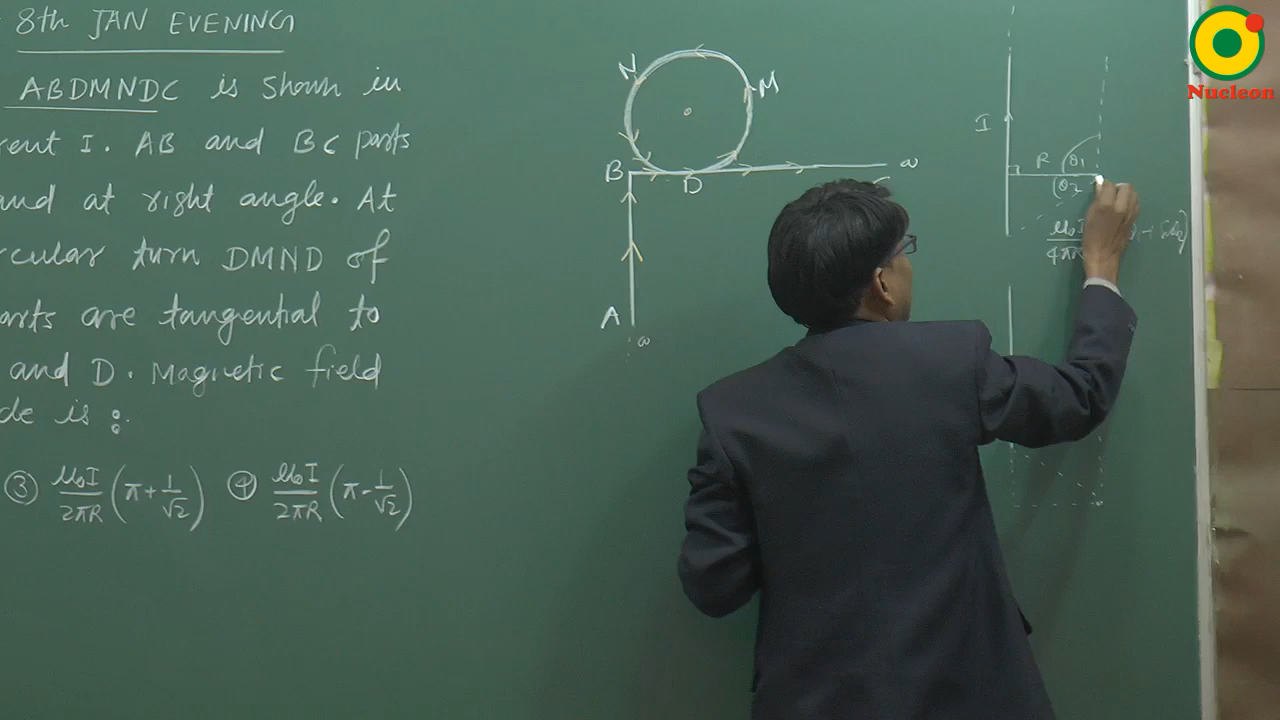 8th JAN EVENING
ABDMNDC is Shown in
rent I. AB and BC parts
and at right angle. At
rcular turn DMND of
arts are tangential to
and D. Magnetic field
de is :
③ μ₀I/2πR (π + 1/√2) ④ μ₀I/2πR (π - 1/√2)
N
M
B
D
∞
A
∞
I
R
θ₁
θ₂
μ₀I
4πR
Nucleon